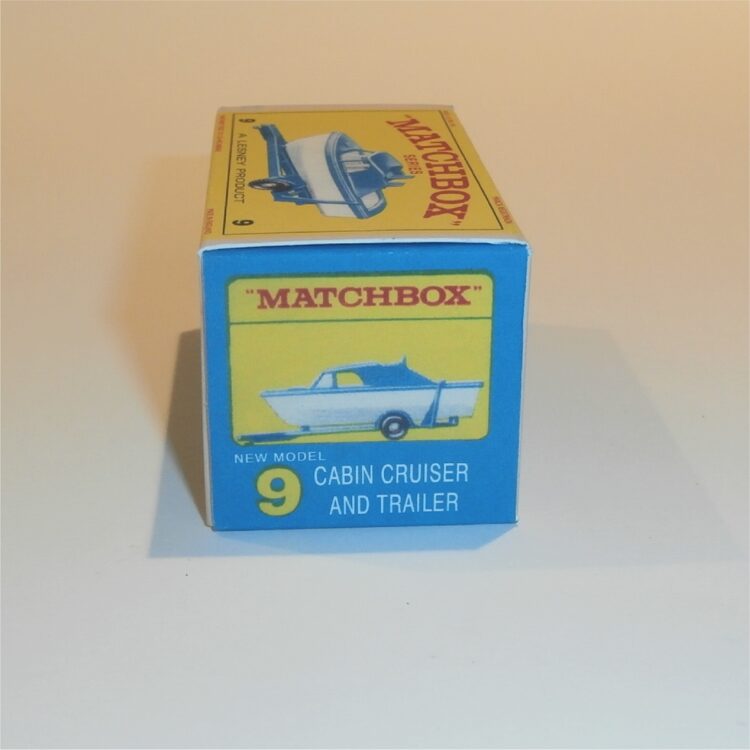 "MATCHBOX"
SERIES
9 A LESNEY PRODUCT 9
"MATCHBOX"
NEW MODEL
9 CABIN CRUISER
AND TRAILER